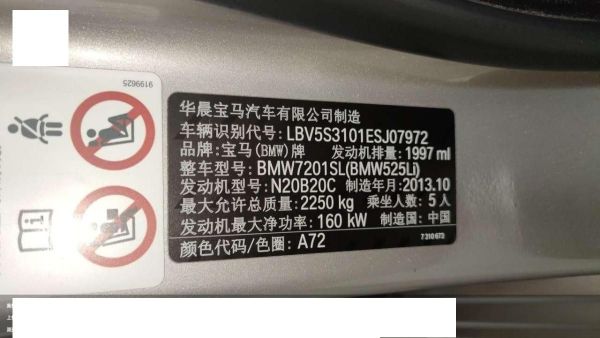 9199625
华晨宝马汽车有限公司制造
车辆识别代号: LBV5S3101ESJ07972
品牌: 宝马(BMW)牌 发动机排量: 1997 ml
整车型号: BMW7201SL(BMW525Li)
发动机型号: N20B20C 制造年月: 2013.10
最大允许总质量: 2250 kg 乘坐人数: 5 人
发动机最大净功率: 160 kW 制造国: 中国
颜色代码/色圈: A72
7 310 673